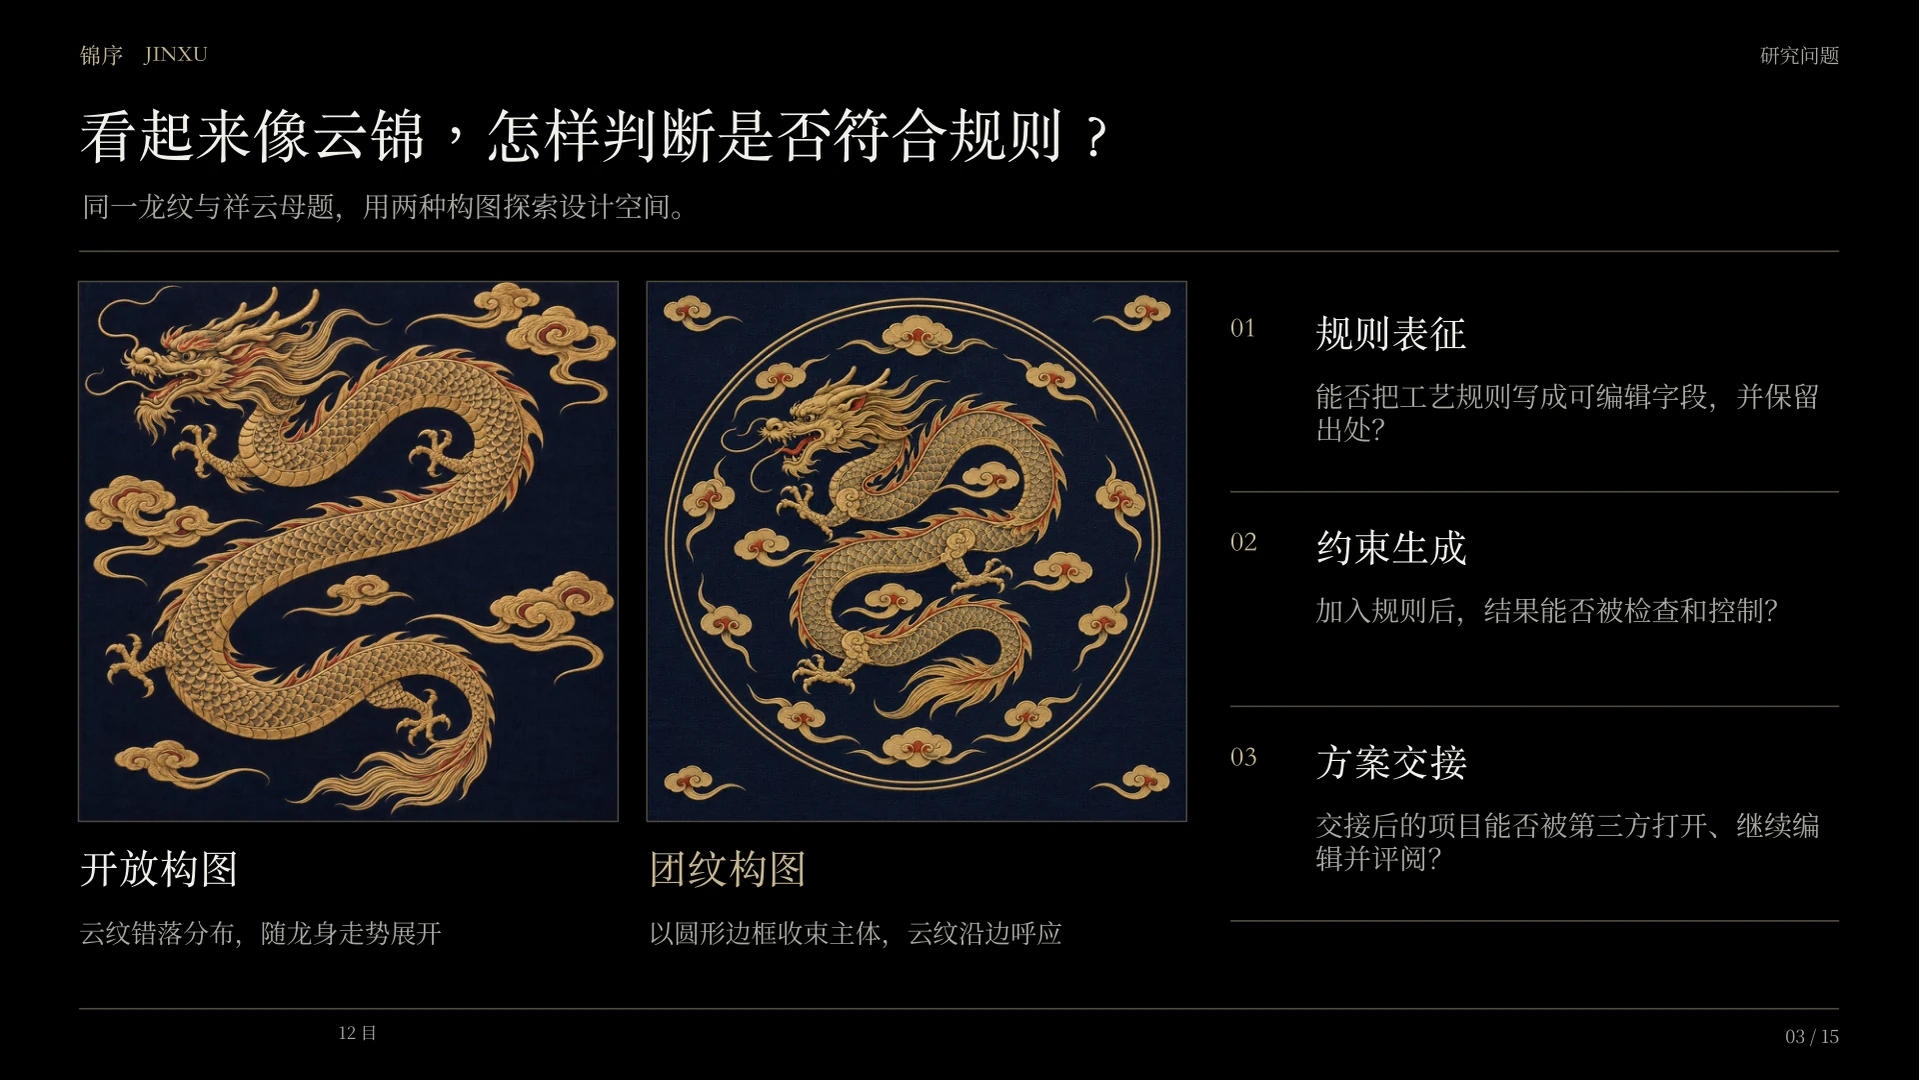 锦序 JINXU
研究问题
看起来像云锦，怎样判断是否符合规则？
同一龙纹与祥云母题，用两种构图探索设计空间。
01
规则表征
能否把工艺规则写成可编辑字段，并保留
出处？
02
约束生成
加入规则后，结果能否被检查和控制？
03
方案交接
交接后的项目能否被第三方打开、继续编
辑并评阅？
开放构图
云纹错落分布，随龙身走势展开
团纹构图
以圆形边框收束主体，云纹沿边呼应
12 目
03 / 15